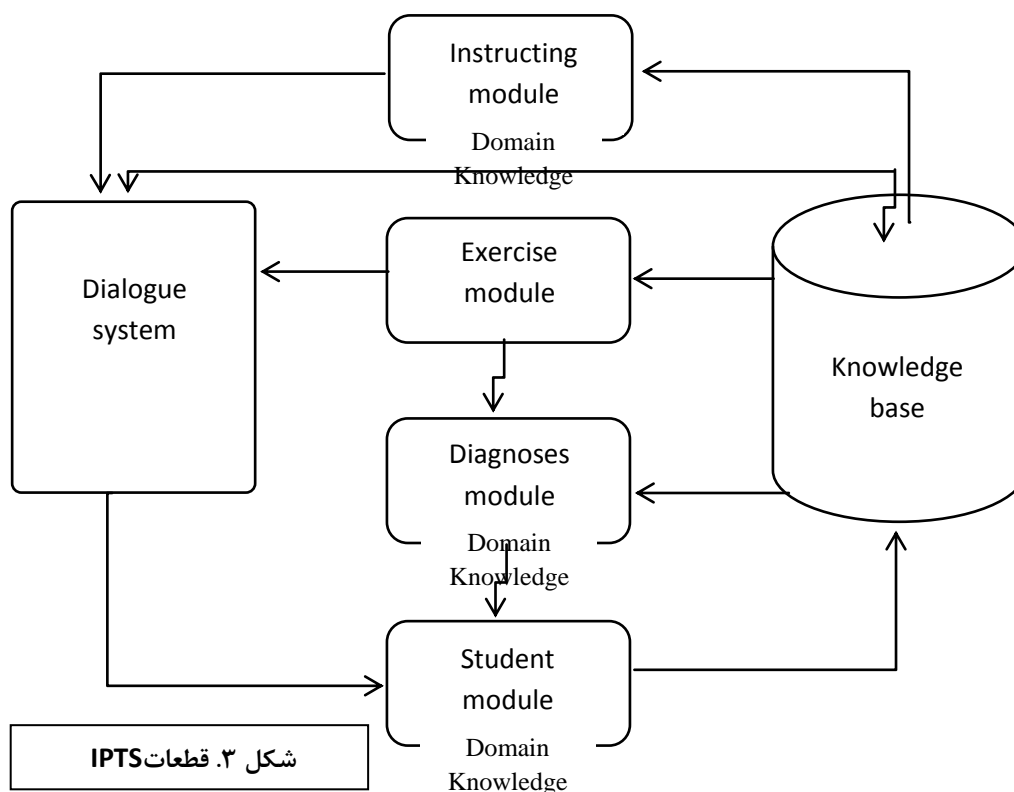 Instructing
module
Domain
Knowledge
Exercise
module
Dialogue
system
Knowledge
base
Diagnoses
module
Domain
Knowledge
Student
module
Domain
Knowledge
شکل ۳. قطعاتIPTS